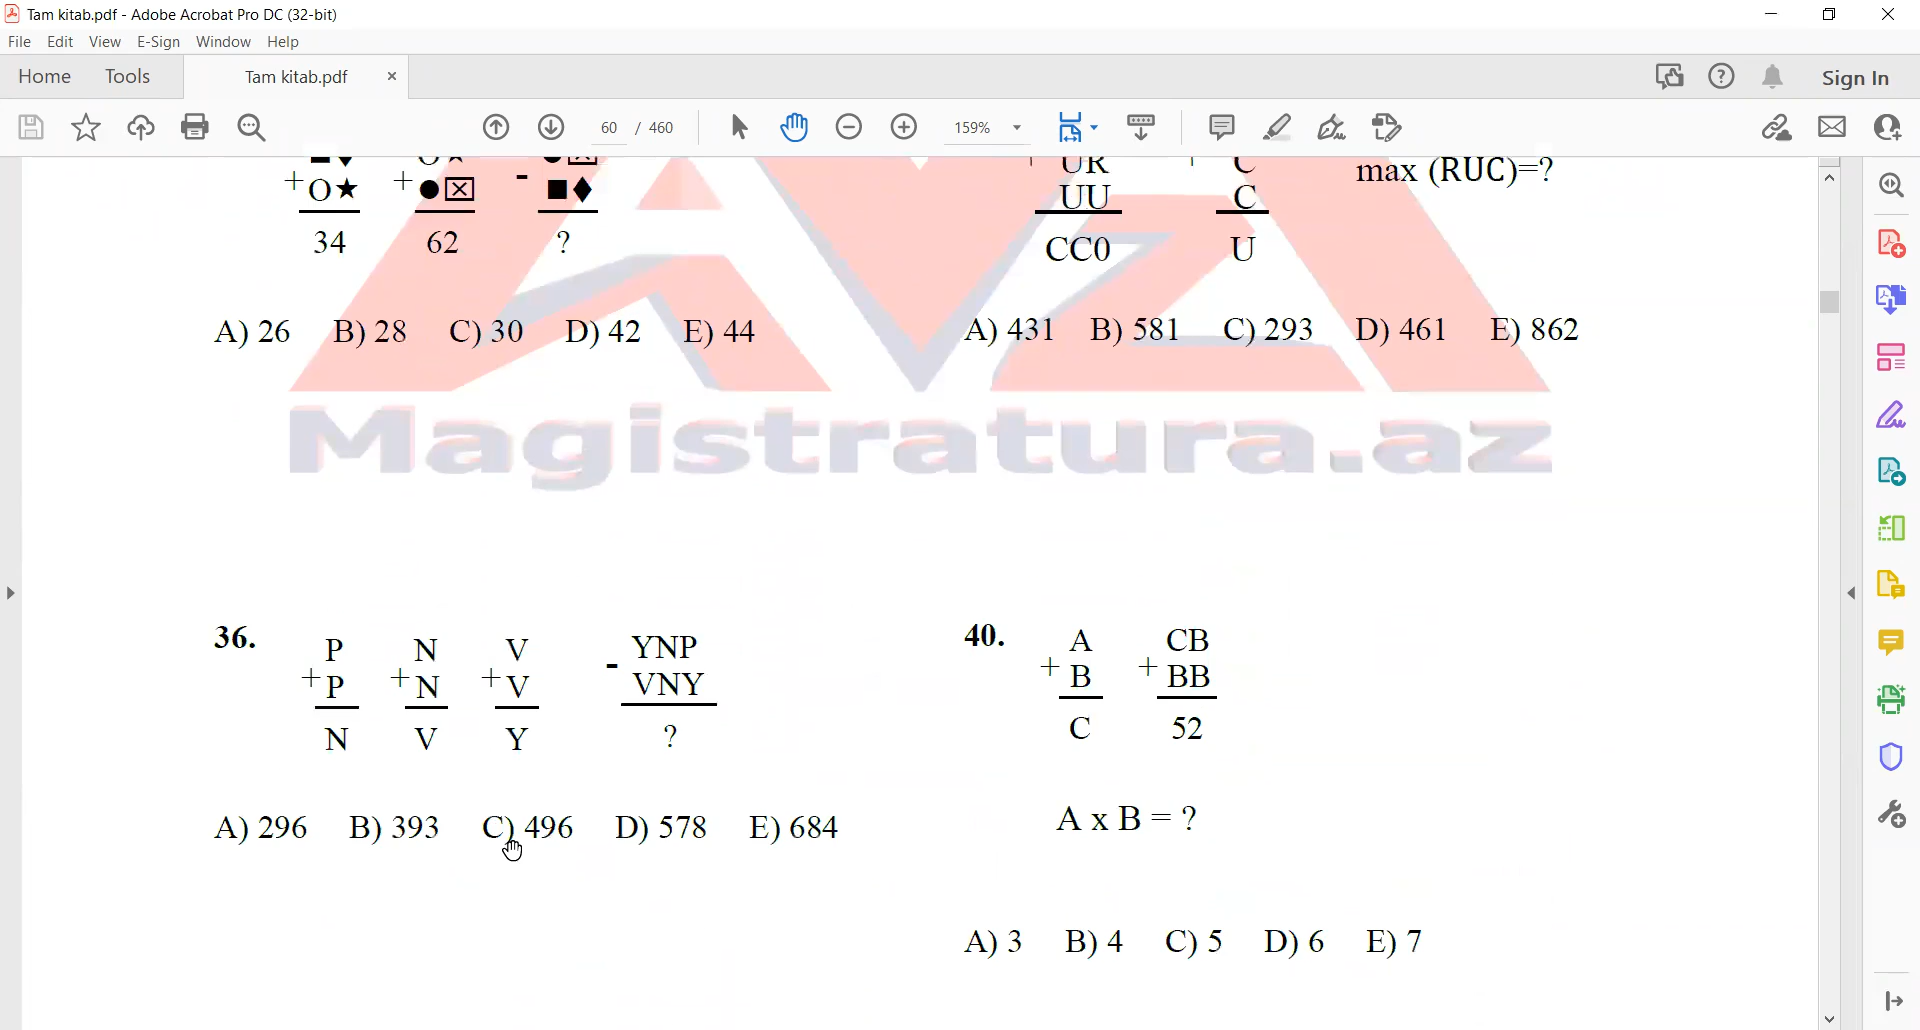 Tam kitab.pdf - Adobe Acrobat Pro DC (32-bit)
File Edit View E-Sign Window Help
Home Tools Tam kitab.pdf × Sign In
60 / 460 159%
+○★ +●☒ - ■♦
34 62 ?
A) 26 B) 28 C) 30 D) 42 E) 44
+ UR
UU
CC0
+ C
C
U
max (RUC)=?
A) 431 B) 581 C) 293 D) 461 E) 862
Magistratura.az
36.
P N V YNP
+P +N +V - VNY
N V Y ?
A) 296 B) 393 C) 496 D) 578 E) 684
40.
A CB
+ B + BB
C 52
A x B = ?
A) 3 B) 4 C) 5 D) 6 E) 7